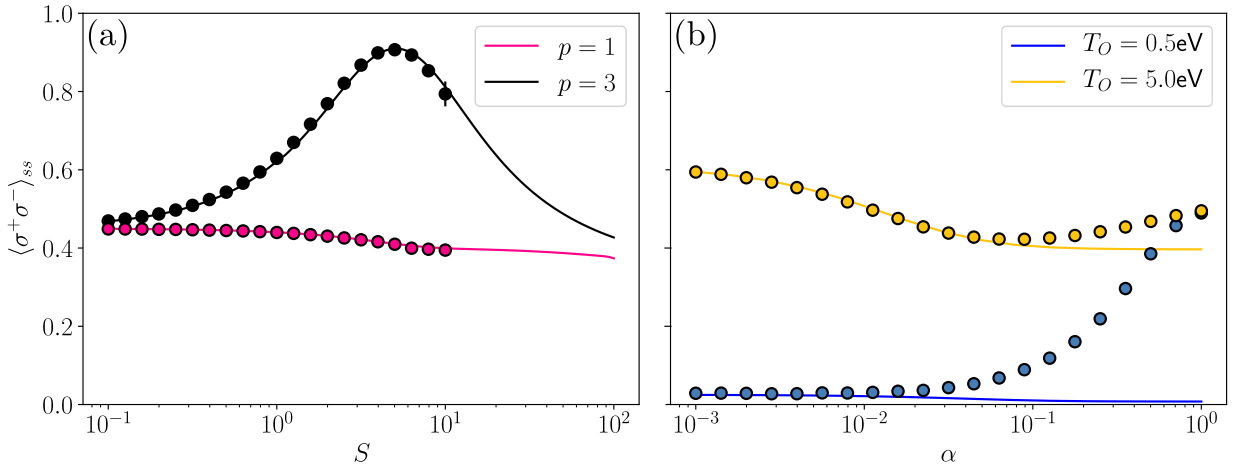 (a)
p = 1
p = 3
⟨σ⁺σ⁻⟩ss
1.0
0.8
0.6
0.4
0.2
0.0
10⁻¹ 10⁰ 10¹ 10²
S
(b)
T_O = 0.5eV
T_O = 5.0eV
10⁻³ 10⁻² 10⁻¹ 10⁰
α